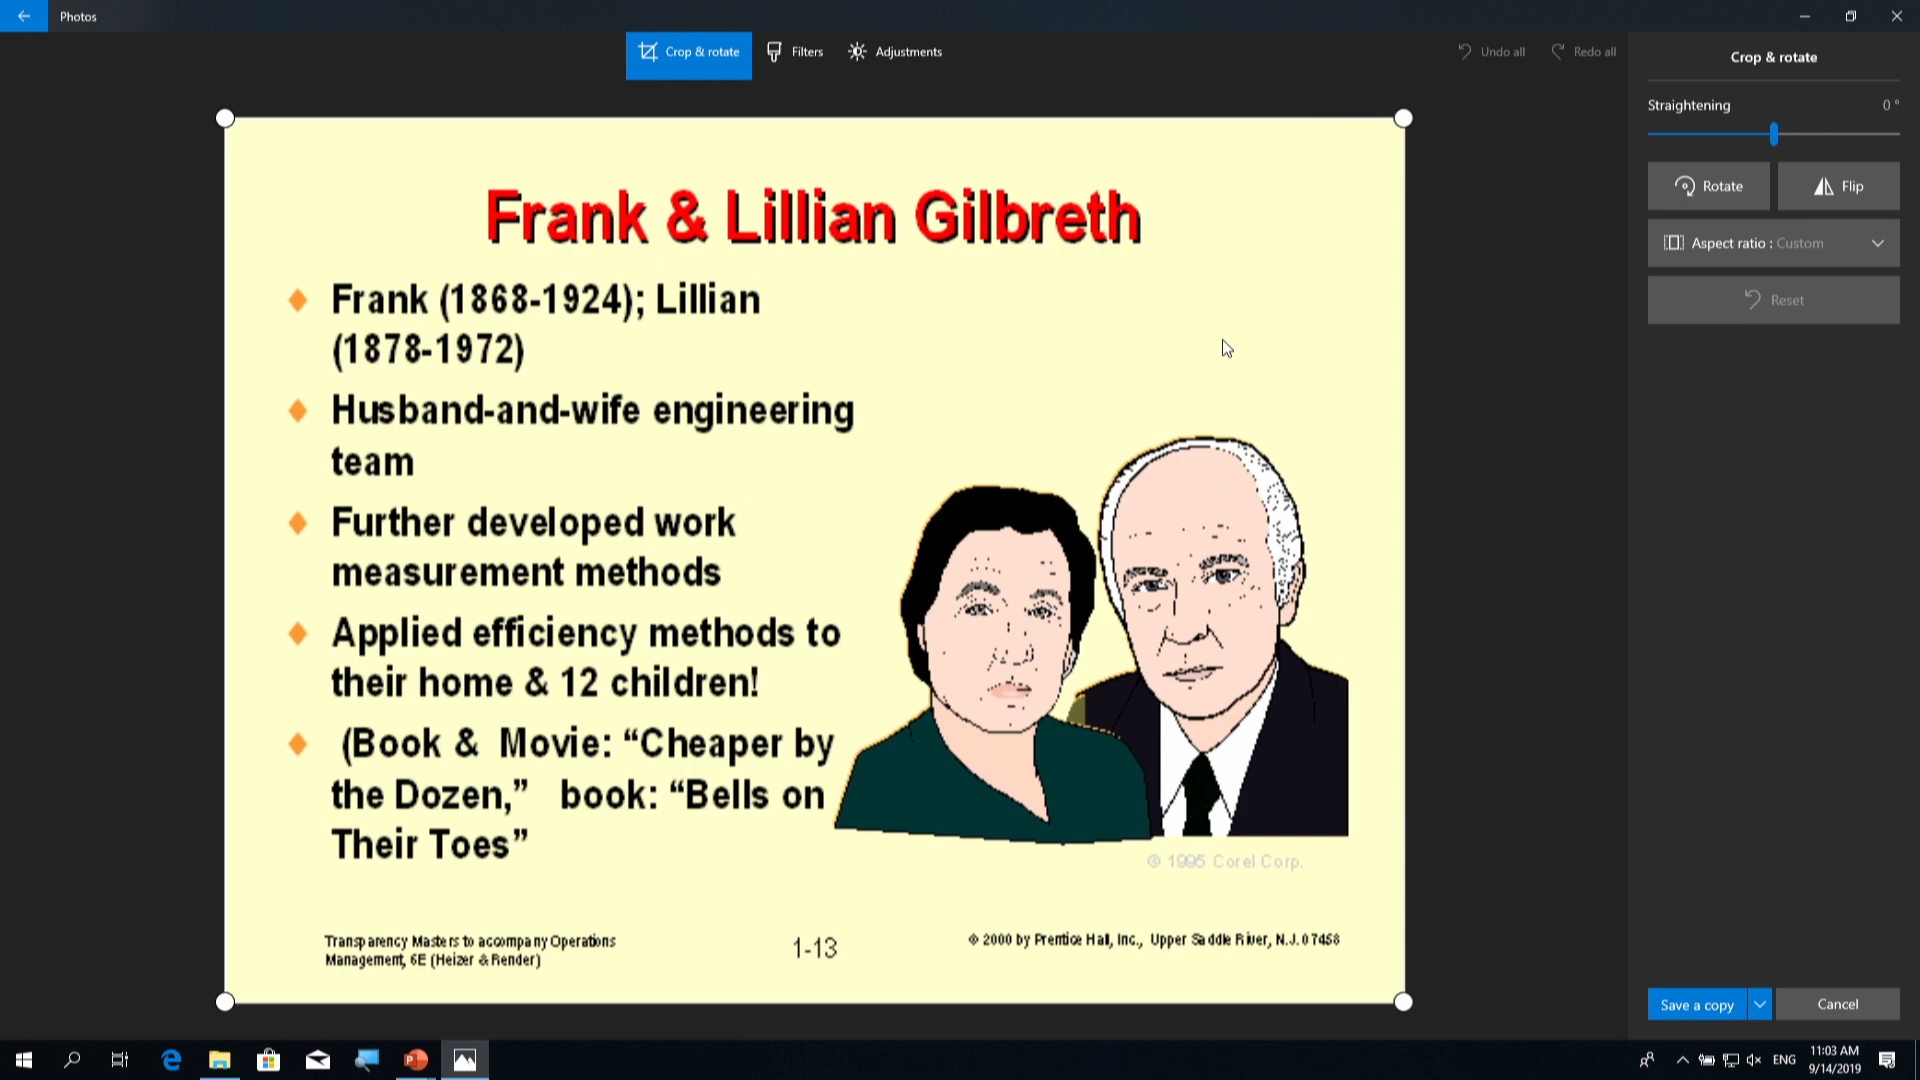 Photos
Crop & rotate
Filters
Adjustments
Undo all
Redo all
Crop & rotate
Straightening
0 °
Rotate
Flip
Aspect ratio : Custom
Reset
Frank & Lillian Gilbreth
Frank (1868-1924); Lillian
(1878-1972)
Husband-and-wife engineering
team
Further developed work
measurement methods
Applied efficiency methods to
their home & 12 children!
(Book & Movie: “Cheaper by
the Dozen,” book: “Bells on
Their Toes”
© 1995 Corel Corp.
Transparency Masters to accompany Operations
Management, 6E (Heizer & Render)
1-13
© 2000 by Prentice Hall, Inc., Upper Saddle River, N.J. 07458
Save a copy
Cancel
ENG
11:03 AM
9/14/2019